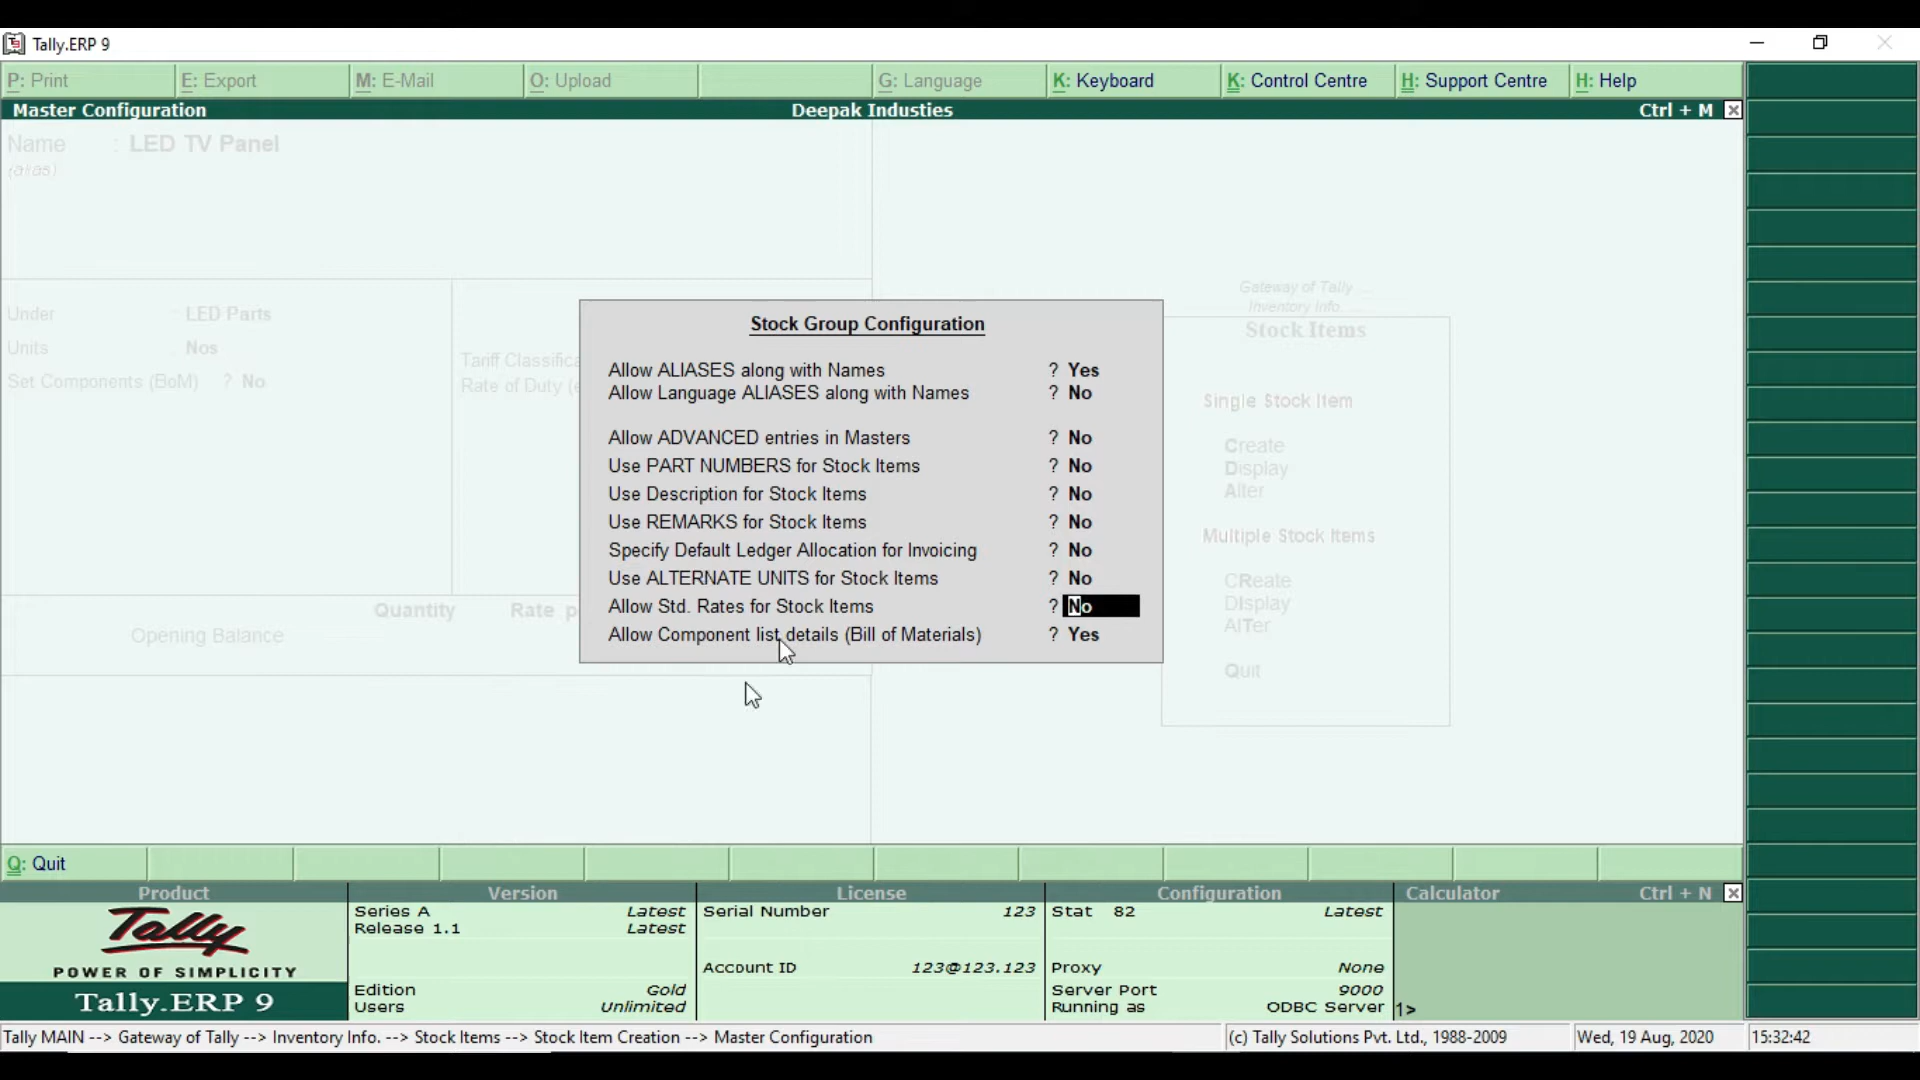 Tally.ERP 9
P: Print E: Export M: E-Mail O: Upload G: Language K: Keyboard K: Control Centre H: Support Centre H: Help
Master Configuration Deepak Industies Ctrl + M
Name : LED TV Panel
(alias)
Under : LED Parts
Units : Nos
Set Components (BoM) ? No
Tariff Classifica
Rate of Duty (e
Quantity Rate p
Opening Balance
Stock Group Configuration
Allow ALIASES along with Names ? Yes
Allow Language ALIASES along with Names ? No
Allow ADVANCED entries in Masters ? No
Use PART NUMBERS for Stock Items ? No
Use Description for Stock Items ? No
Use REMARKS for Stock Items ? No
Specify Default Ledger Allocation for Invoicing ? No
Use ALTERNATE UNITS for Stock Items ? No
Allow Std. Rates for Stock Items ? No
Allow Component list details (Bill of Materials) ? Yes
Gateway of Tally ...
Inventory Info. ...
Stock Items
Single Stock Item
Create
Display
Alter
Multiple Stock Items
CReate
DIsplay
AlTer
Quit
Q: Quit
Product Version License Configuration Calculator Ctrl + N
Tally
POWER OF SIMPLICITY
Tally.ERP 9
Series A Latest
Release 1.1 Latest
Edition Gold
Users Unlimited
Serial Number 123
Account ID 123@123.123
Stat 82 Latest
Proxy None
Server Port 9000
Running as ODBC Server
1>
Tally MAIN --> Gateway of Tally --> Inventory Info. --> Stock Items --> Stock Item Creation --> Master Configuration (c) Tally Solutions Pvt. Ltd., 1988-2009 Wed, 19 Aug, 2020 15:32:42